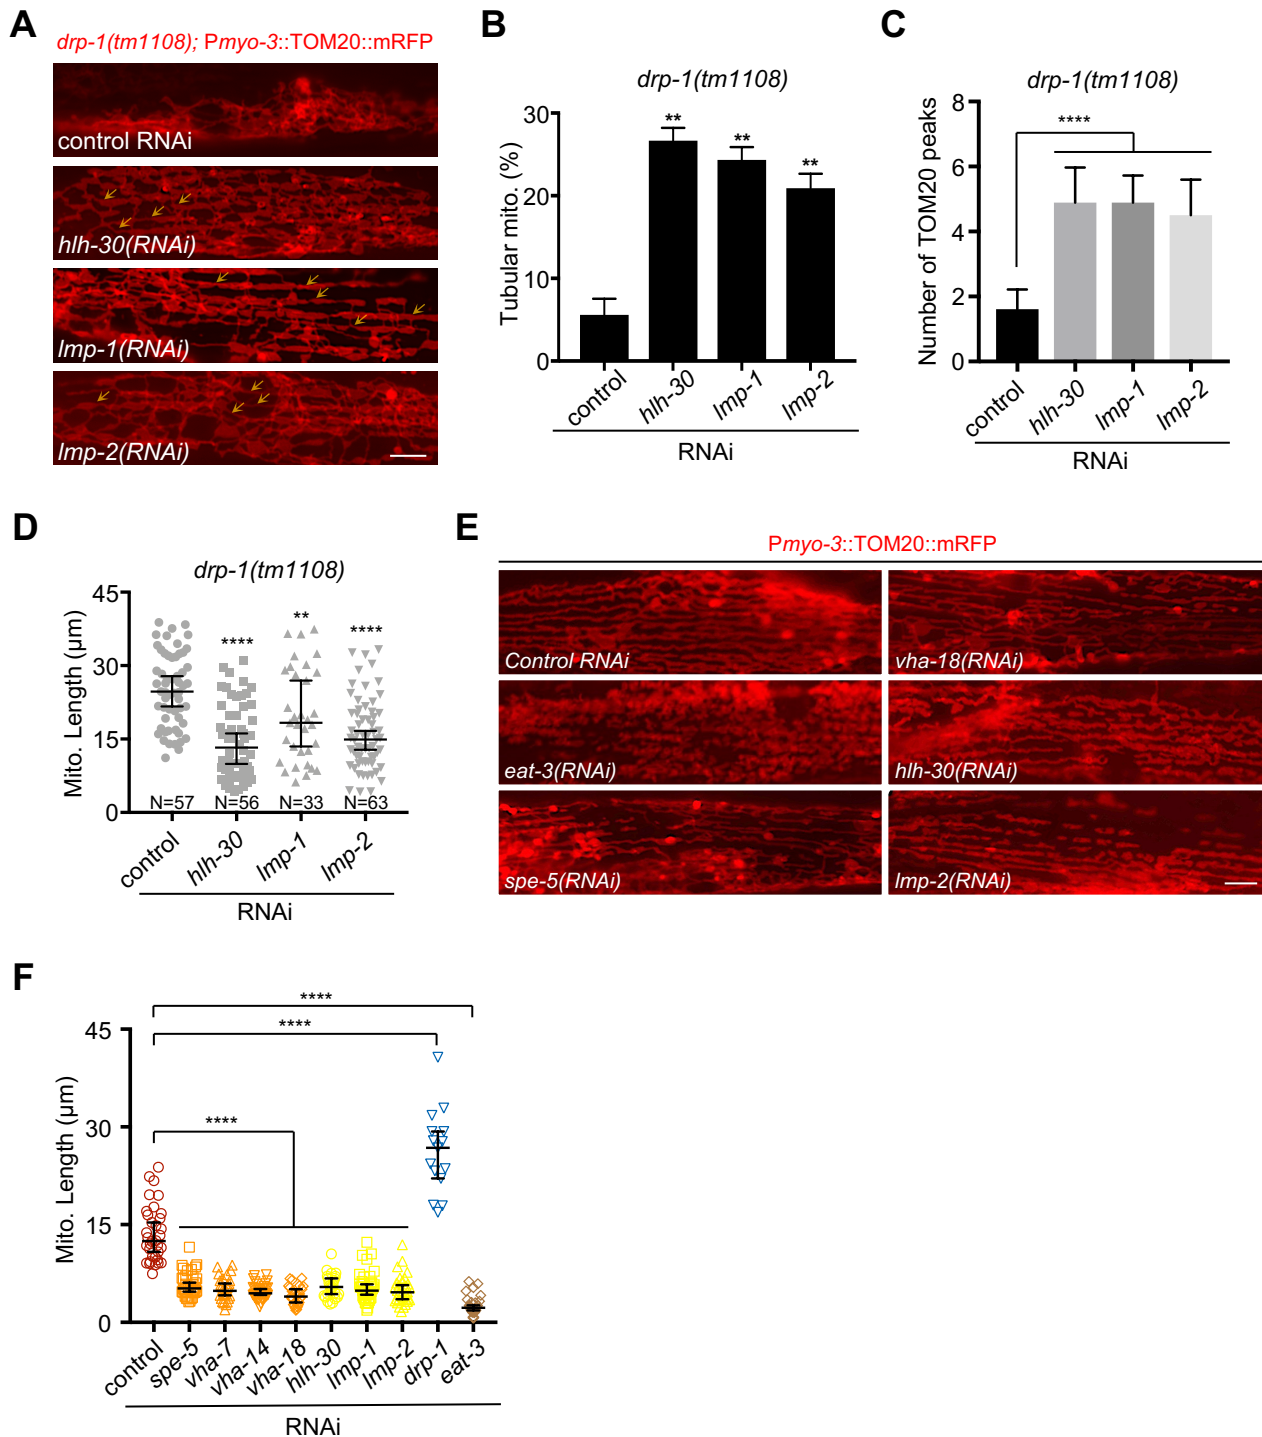 A
drp-1(tm1108); Pmyo-3::TOM20::mRFP
control RNAi
hlh-30(RNAi)
lmp-1(RNAi)
lmp-2(RNAi)
B
drp-1(tm1108)
Tubular mito. (%)
30
20
10
0
**
**
**
control
hlh-30
lmp-1
lmp-2
RNAi
C
drp-1(tm1108)
Number of TOM20 peaks
8
6
4
2
0
****
control
hlh-30
lmp-1
lmp-2
RNAi
D
drp-1(tm1108)
Mito. Length (µm)
45
30
15
0
****
**
****
N=57 N=56 N=33 N=63
control
hlh-30
lmp-1
lmp-2
RNAi
E
Pmyo-3::TOM20::mRFP
Control RNAi
vha-18(RNAi)
eat-3(RNAi)
hlh-30(RNAi)
spe-5(RNAi)
lmp-2(RNAi)
F
Mito. Length (µm)
45
30
15
0
****
****
****
control
spe-5
vha-7
vha-14
vha-18
hlh-30
lmp-1
lmp-2
drp-1
eat-3
RNAi